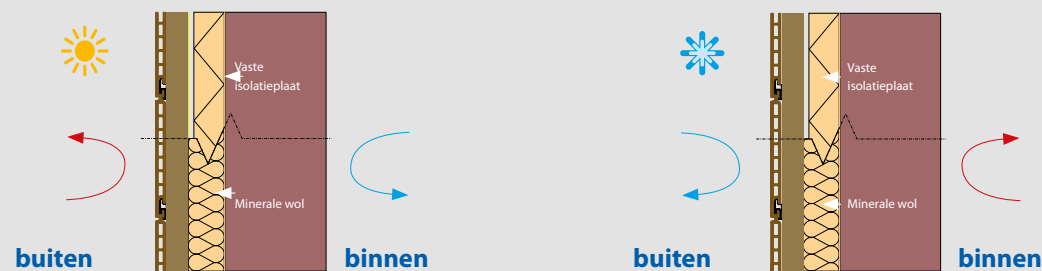 Vaste
isolatieplaat
Minerale wol
buiten
binnen
Vaste
isolatieplaat
Minerale wol
buiten
binnen